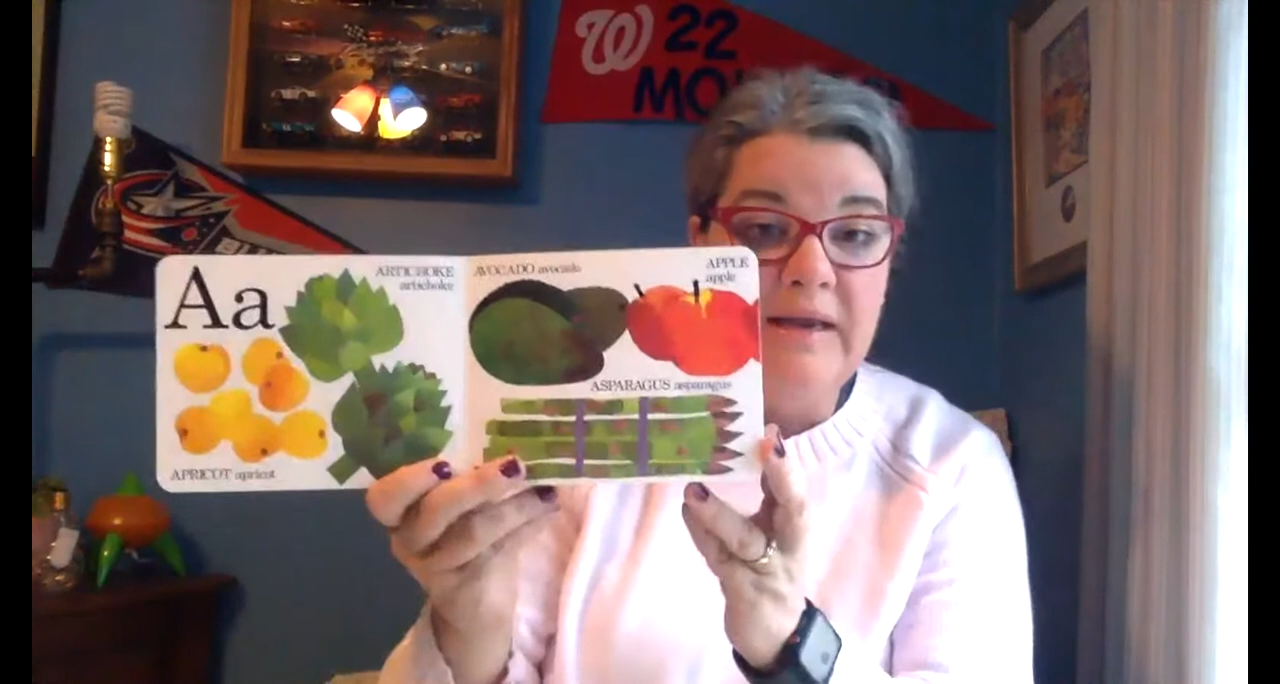 W 22
Aa
ARTICHOKE
artichoke
AVOCADO avocado
APPLE
apple
ASPARAGUS asparagus
APRICOT apricot